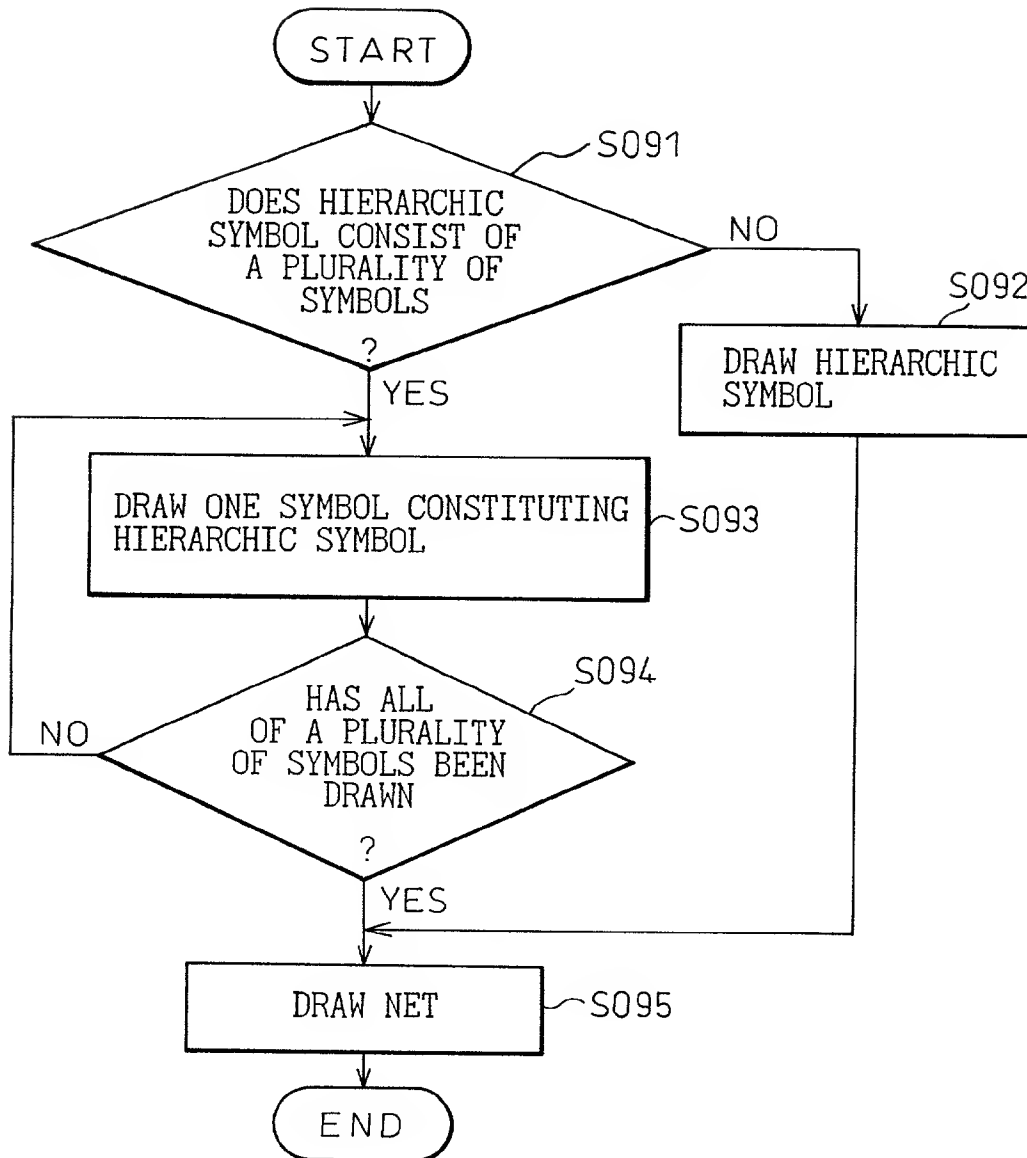 START
S091
DOES HIERARCHIC
SYMBOL CONSIST OF
A PLURALITY OF
SYMBOLS
?
NO
YES
S092
DRAW HIERARCHIC
SYMBOL
DRAW ONE SYMBOL CONSTITUTING
HIERARCHIC SYMBOL
S093
S094
HAS ALL
OF A PLURALITY
OF SYMBOLS BEEN
DRAWN
?
NO
YES
DRAW NET
S095
END